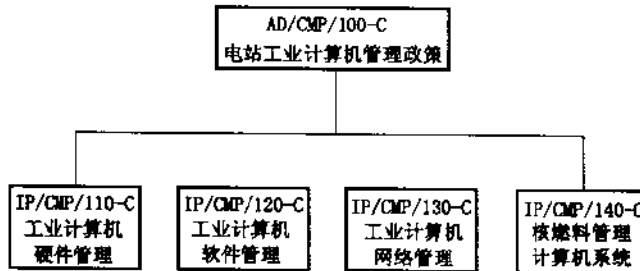 AD/CMP/100-C
电站工业计算机管理政策
IP/CMP/110-C
工业计算机
硬件管理
IP/CMP/120-C
工业计算机
软件管理
IP/CMP/130-C
工业计算机
网络管理
IP/CMP/140-C
核燃料管理
计算机系统